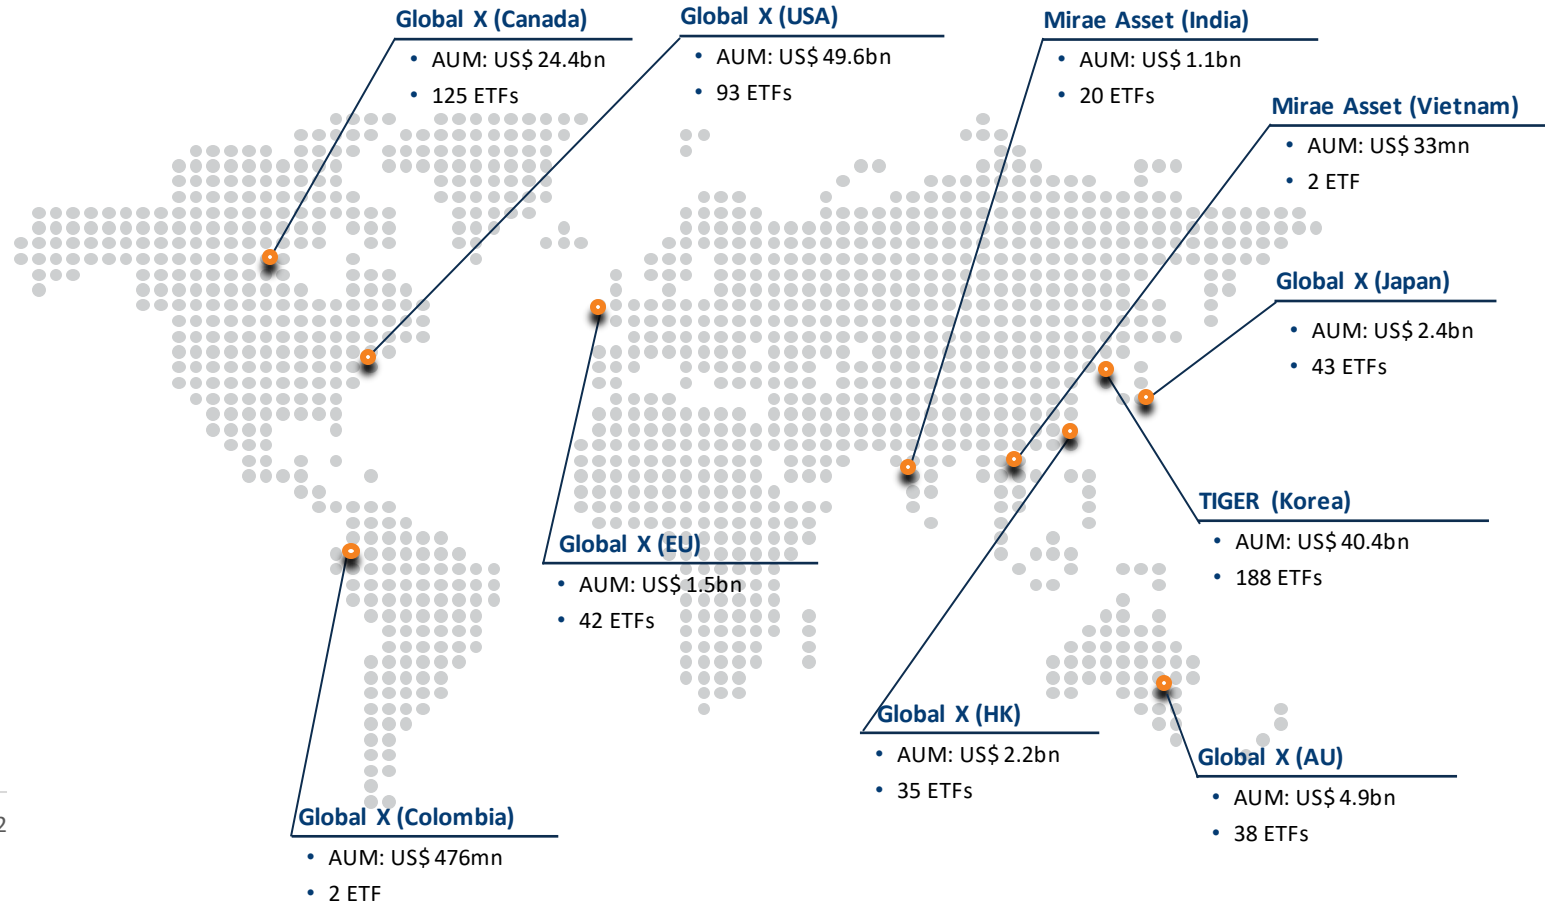 Global X (Canada)
• AUM: US$ 24.4bn
• 125 ETFs
Global X (USA)
• AUM: US$ 49.6bn
• 93 ETFs
Mirae Asset (India)
• AUM: US$ 1.1bn
• 20 ETFs
Mirae Asset (Vietnam)
• AUM: US$ 33mn
• 2 ETF
Global X (Japan)
• AUM: US$ 2.4bn
• 43 ETFs
TIGER (Korea)
• AUM: US$ 40.4bn
• 188 ETFs
Global X (EU)
• AUM: US$ 1.5bn
• 42 ETFs
Global X (HK)
• AUM: US$ 2.2bn
• 35 ETFs
Global X (AU)
• AUM: US$ 4.9bn
• 38 ETFs
Global X (Colombia)
• AUM: US$ 476mn
• 2 ETF
2